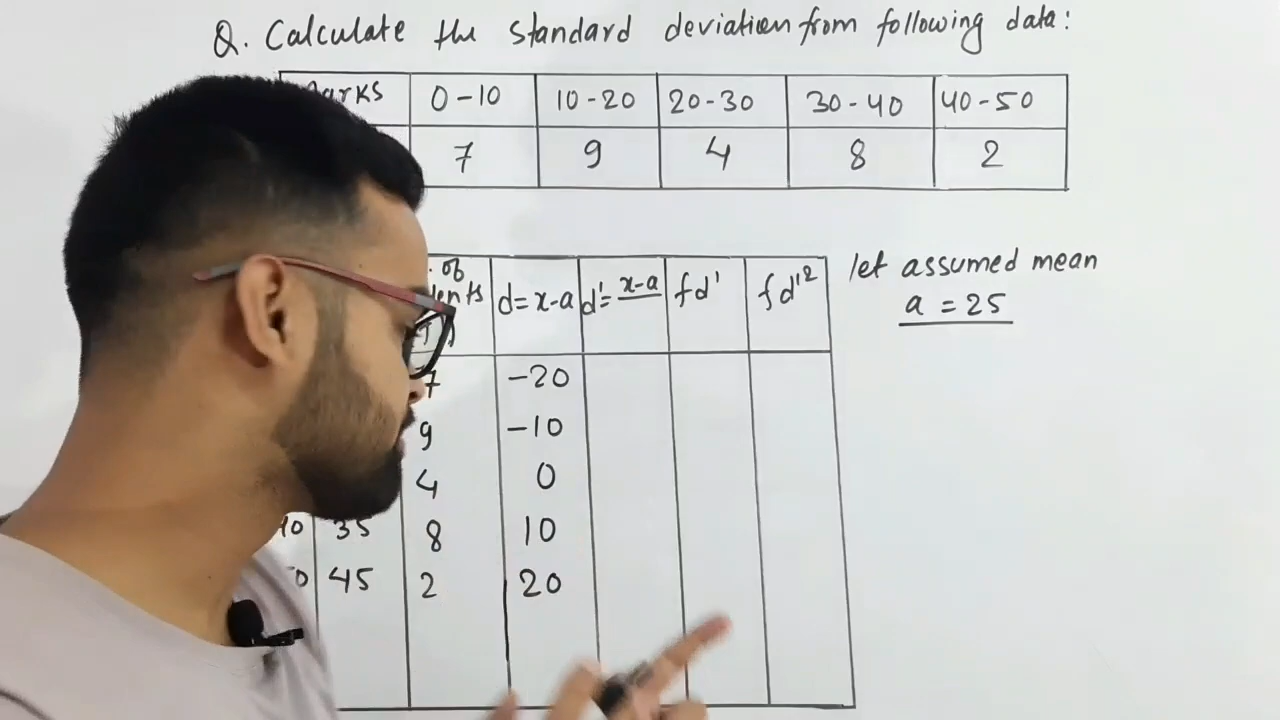 Q. Calculate the standard deviation from following data:
Marks 0-10 10-20 20-30 30-40 40-50
7 9 4 8 2
let assumed mean
a = 25
d=x-a d'= x-a fd' fd'²
7 -20
9 -10
4 0
35 8 10
45 2 20